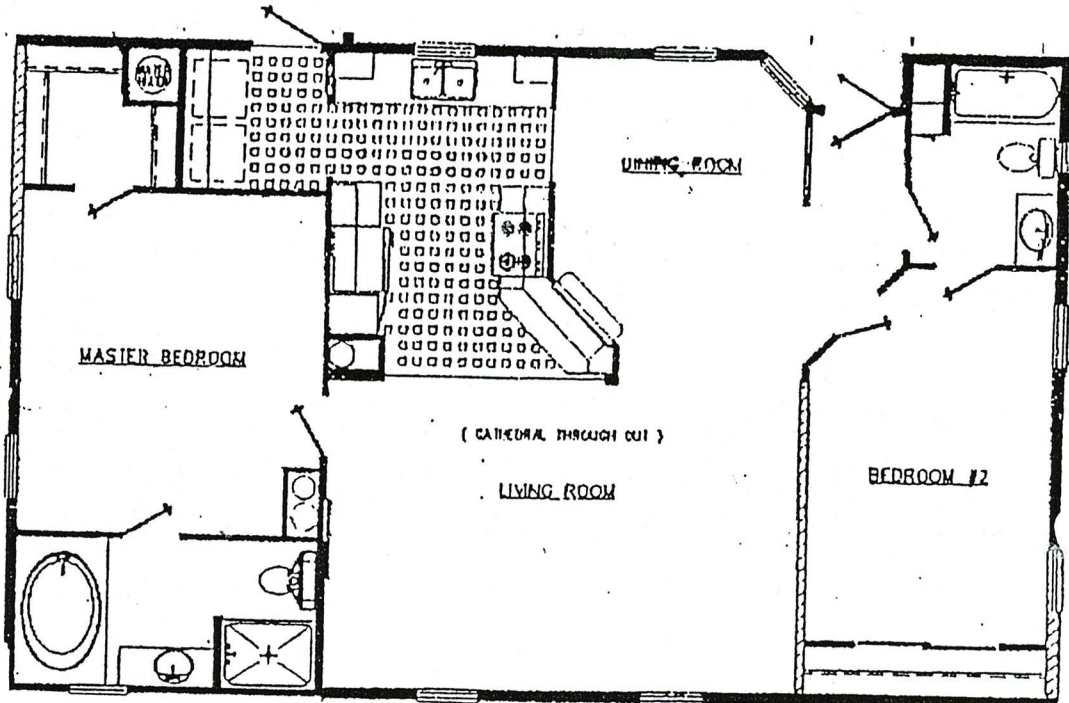 DINING ROOM
MASTER BEDROOM
( CATHEDRAL THROUGH OUT )
LIVING ROOM
BEDROOM #2